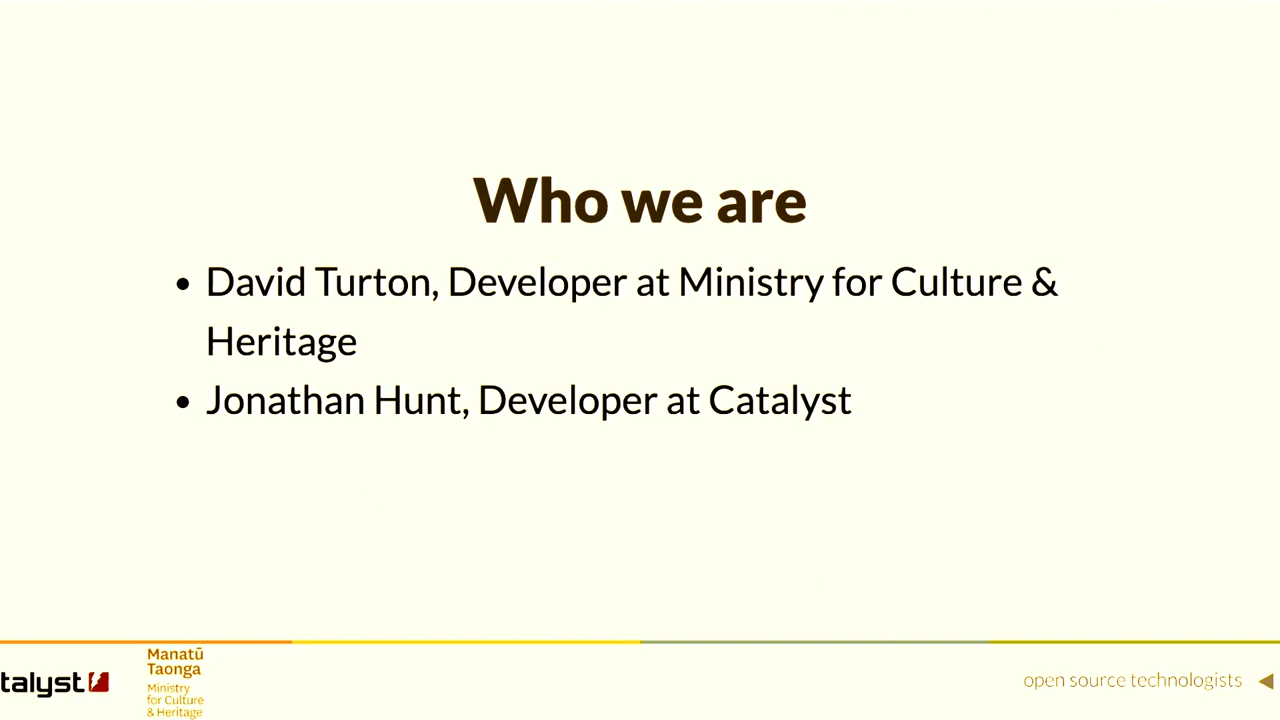 Who we are
• David Turton, Developer at Ministry for Culture &
Heritage
• Jonathan Hunt, Developer at Catalyst
talyst
Manatū
Taonga
Ministry
for Culture
& Heritage
open source technologists